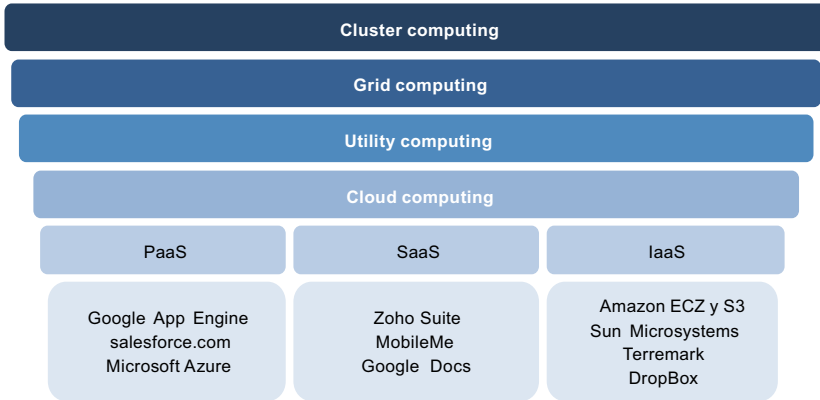 Cluster computing
Grid computing
Utility computing
Cloud computing
PaaS
SaaS
IaaS
Google App Engine
salesforce.com
Microsoft Azure
Zoho Suite
MobileMe
Google Docs
Amazon ECZ y S3
Sun Microsystems
Terremark
DropBox